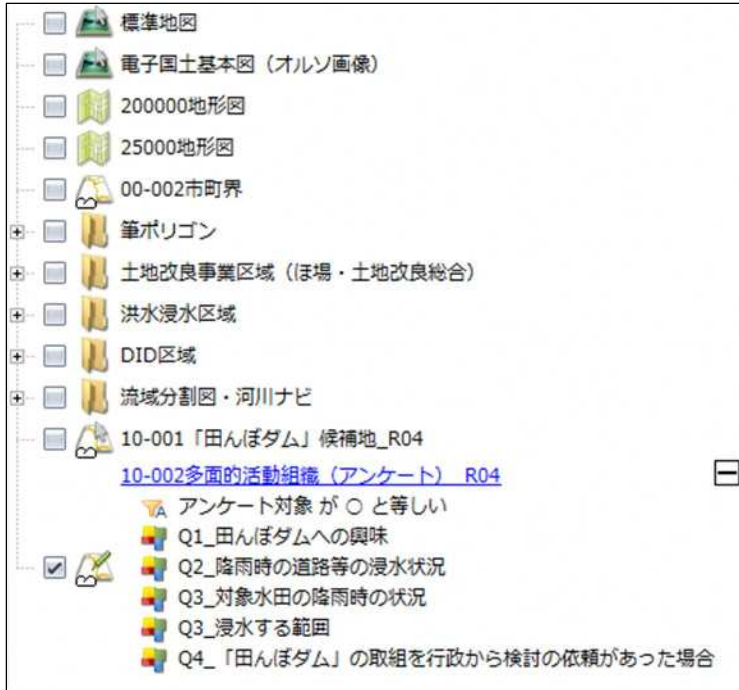 標準地図
電子国土基本図（オルソ画像）
200000地形図
25000地形図
00-002市町界
筆ポリゴン
土地改良事業区域（ほ場・土地改良総合）
洪水浸水区域
DID区域
流域分割図・河川ナビ
10-001「田んぼダム」候補地_R04
10-002多面的活動組織（アンケート）_R04
アンケート対象 が ○ と等しい
Q1_田んぼダムへの興味
Q2_降雨時の道路等の浸水状況
Q3_対象水田の降雨時の状況
Q3_浸水する範囲
Q4_「田んぼダム」の取組を行政から検討の依頼があった場合